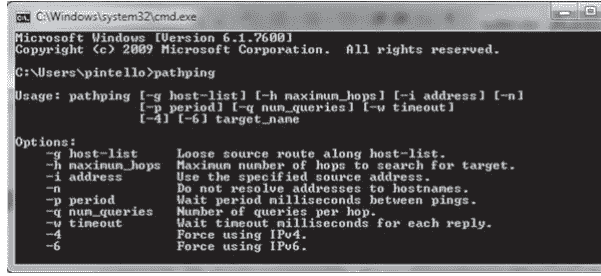 C:\Windows\system32\cmd.exe
Microsoft Windows [Version 6.1.7600]
Copyright (c) 2009 Microsoft Corporation.  All rights reserved.
C:\Users\pintello>pathping
Usage: pathping [-g host-list] [-h maximum_hops] [-i address] [-n]
                [-p period] [-q num_queries] [-w timeout]
                [-4] [-6] target_name
Options:
    -g host-list     Loose source route along host-list.
    -h maximum_hops  Maximum number of hops to search for target.
    -i address       Use the specified source address.
    -n               Do not resolve addresses to hostnames.
    -p period        Wait period milliseconds between pings.
    -q num_queries   Number of queries per hop.
    -w timeout       Wait timeout milliseconds for each reply.
    -4               Force using IPv4.
    -6               Force using IPv6.